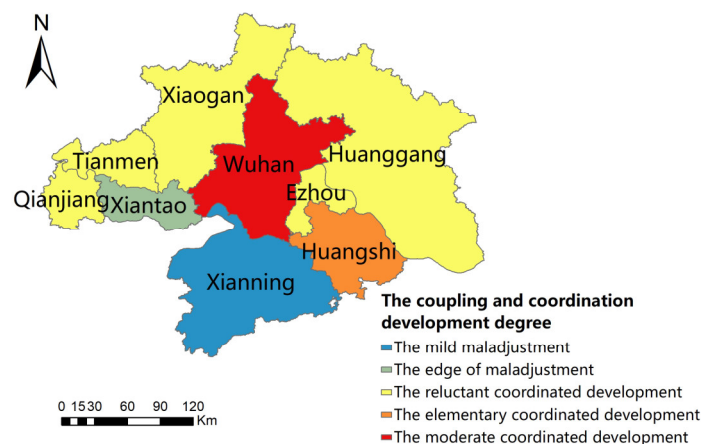 N
Xiaogan
Tianmen
Wuhan
Huanggang
Qianjiang
Xiantao
Ezhou
Huangshi
Xianning
The coupling and coordination
development degree
The mild maladjustment
The edge of maladjustment
The reluctant coordinated development
The elementary coordinated development
The moderate coordinated development
0 15 30 60 90 120
Km